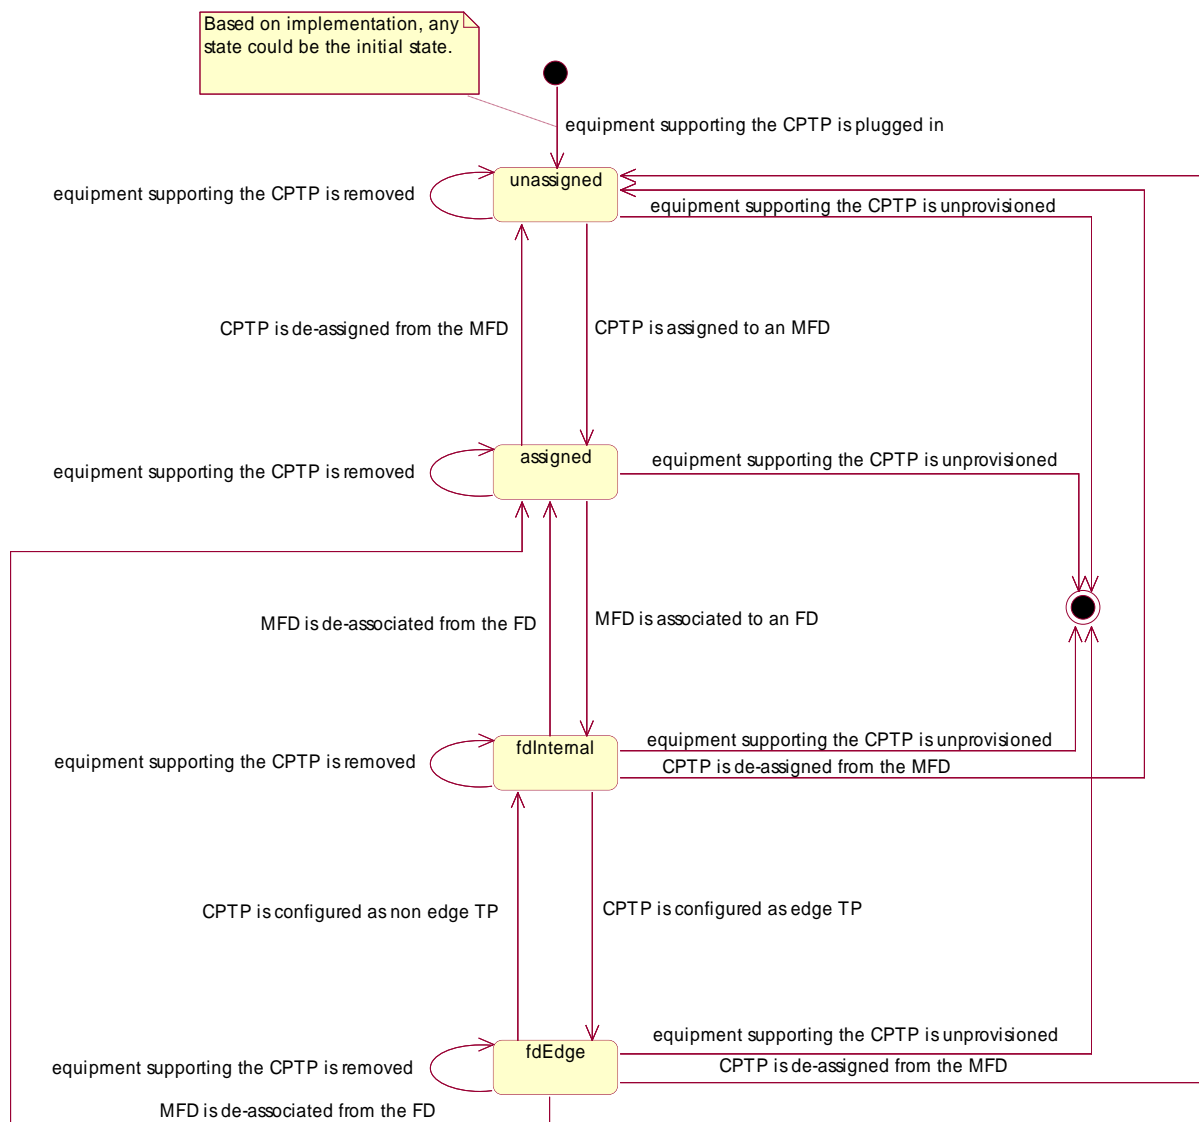 Based on implementation, any
state could be the initial state.
equipment supporting the CPTP is plugged in
unassigned
equipment supporting the CPTP is removed
equipment supporting the CPTP is unprovisioned
CPTP is de-assigned from the MFD
CPTP is assigned to an MFD
assigned
equipment supporting the CPTP is removed
equipment supporting the CPTP is unprovisioned
MFD is de-associated from the FD
MFD is associated to an FD
fdInternal
equipment supporting the CPTP is removed
equipment supporting the CPTP is unprovisioned
CPTP is de-assigned from the MFD
CPTP is configured as non edge TP
CPTP is configured as edge TP
fdEdge
equipment supporting the CPTP is removed
equipment supporting the CPTP is unprovisioned
CPTP is de-assigned from the MFD
MFD is de-associated from the FD